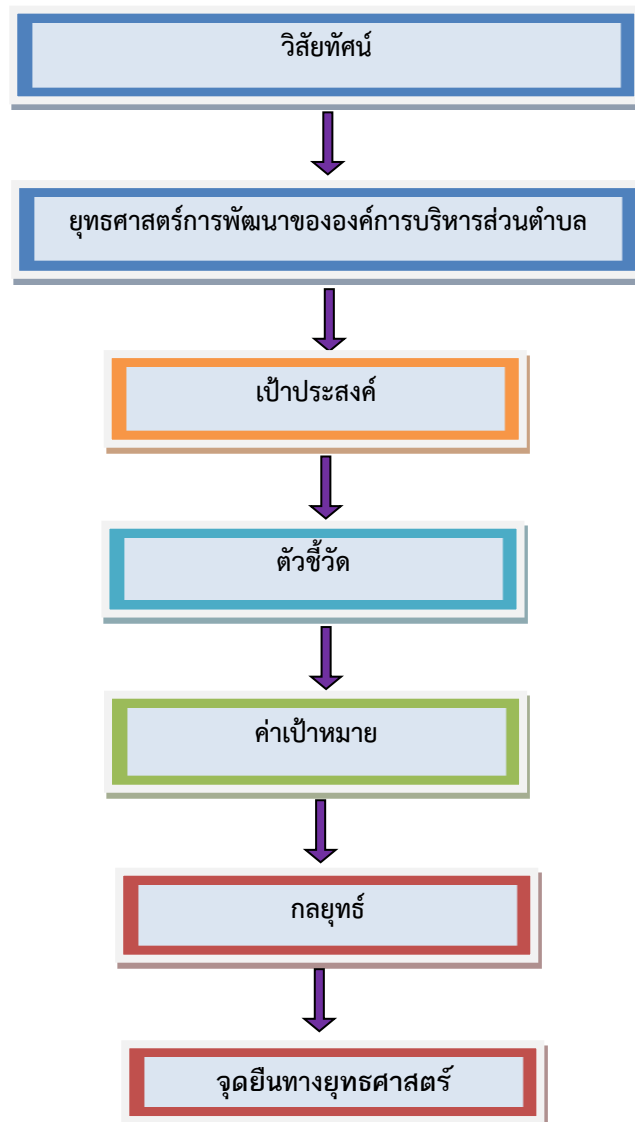 วิสัยทัศน์
ยุทธศาสตร์การพัฒนาขององค์การบริหารส่วนตำบล
เป้าประสงค์
ตัวชี้วัด
ค่าเป้าหมาย
กลยุทธ์
จุดยืนทางยุทธศาสตร์